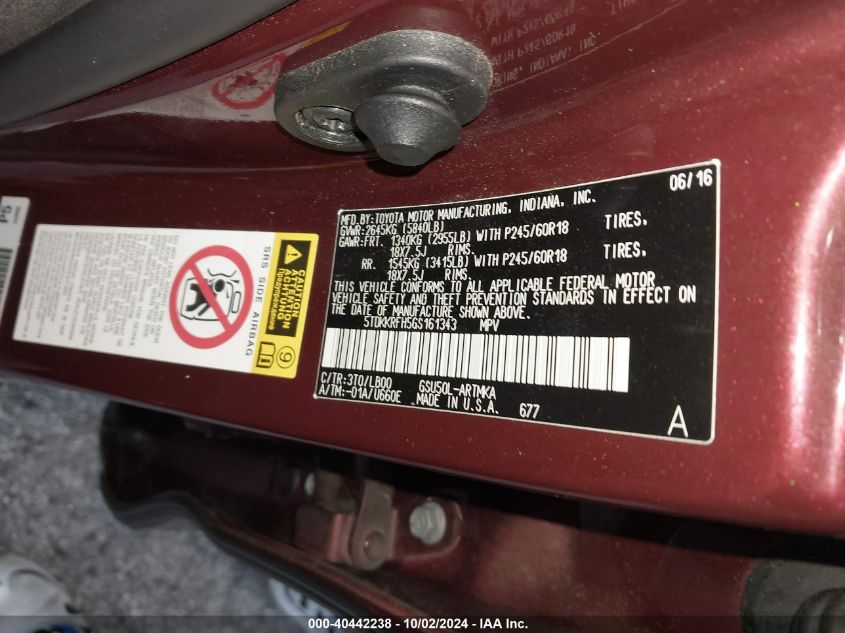 06/16
MFD.BY:TOYOTA MOTOR MANUFACTURING, INDIANA, INC.
GVWR:2645KG (5840LB)
GAWR:FRT. 1340KG (2955LB) WITH P245/60R18 TIRES,
18X7.5J RIMS.
RR. 1545KG (3415LB) WITH P245/60R18 TIRES,
18X7.5J RIMS.
THIS VEHICLE CONFORMS TO ALL APPLICABLE FEDERAL MOTOR
VEHICLE SAFETY AND THEFT PREVENTION STANDARDS IN EFFECT ON
THE DATE OF MANUFACTURE SHOWN ABOVE.
5TDKKRFH5GS161343 MPV
C/TR:3T0/LB00 GSU50L-ARTMKA
A/TM:-01A/U660E MADE IN U.S.A. 677
A
SRS SIDE AIRBAG
CAUTION
ATTENTION
ACHTUNG
9
000-40442238 - 10/02/2024 - IAA Inc.